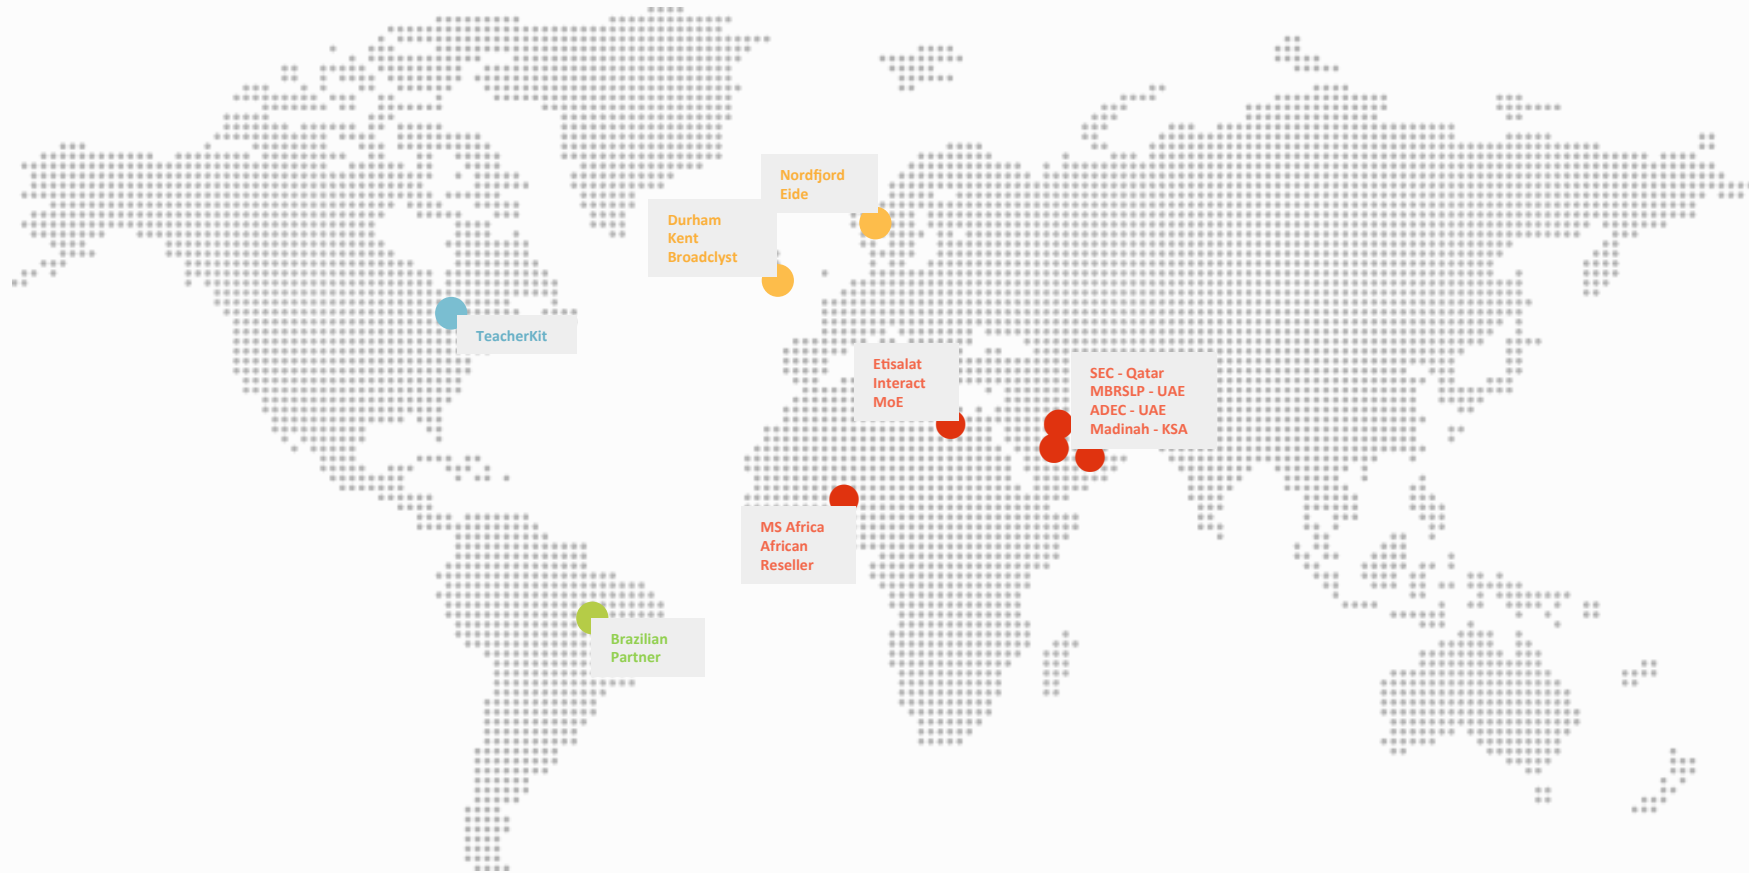 Nordfjord
Eide
Durham
Kent
Broadclyst
TeacherKit
Etisalat
Interact
MoE
SEC - Qatar
MBRSLP - UAE
ADEC - UAE
Madinah - KSA
MS Africa
African
Reseller
Brazilian
Partner